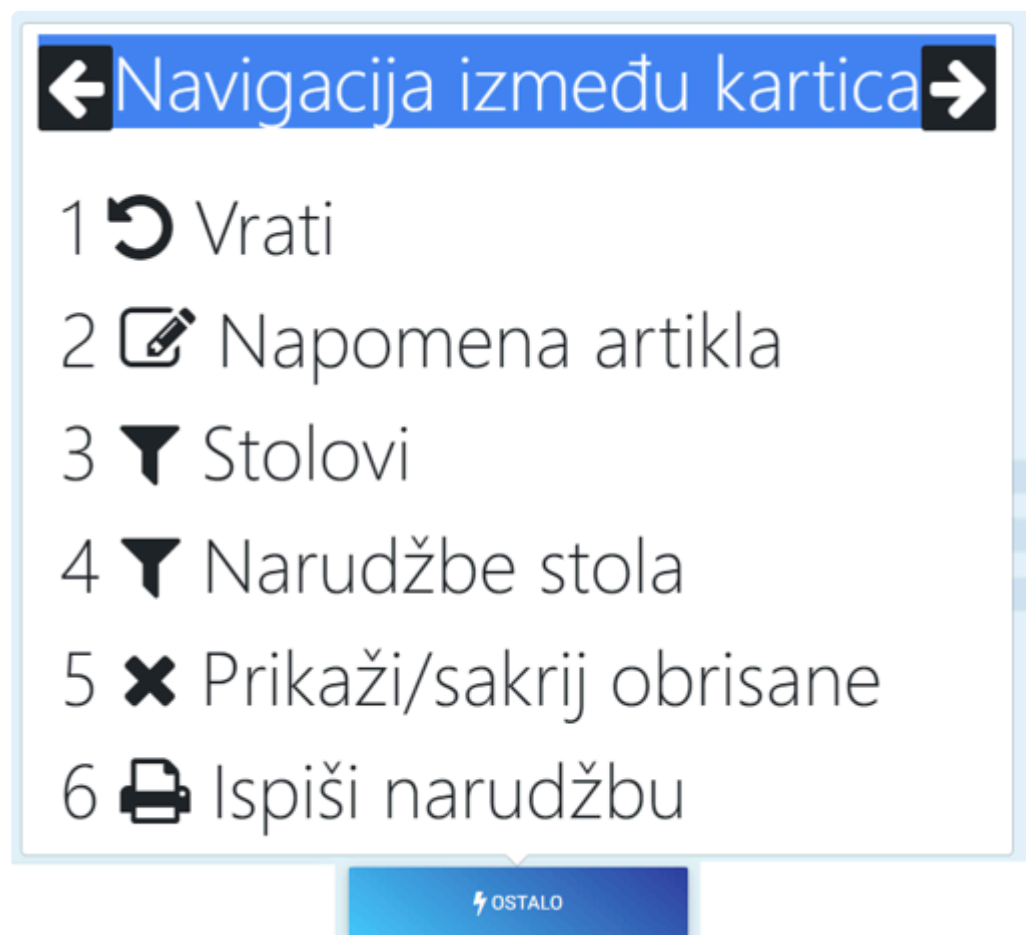 Navigacija između kartica
1 Vrati
2 Napomena artikla
3 Stolovi
4 Narudžbe stola
5 Prikaži/sakrij obrisane
6 Ispiši narudžbu
OSTALO